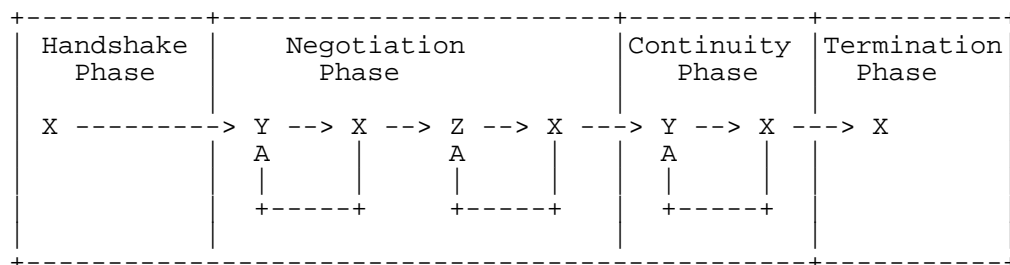 +-----------+------------------------+-----------+-----------+
| Handshake |    Negotiation         |Continuity |Termination|
|   Phase   |      Phase             |   Phase   |  Phase    |
|           |                        |           |           |
| X ---------> Y --> X --> Z --> X ---> Y --> X ---> X       |
|           |  A     |     A     |  |  A     |  |           |
|           |  |     |     |     |  |  |     |  |           |
|           |  +-----+     +-----+  |  +-----+  |           |
|           |                        |           |           |
+------------------------------------------------+-----------+